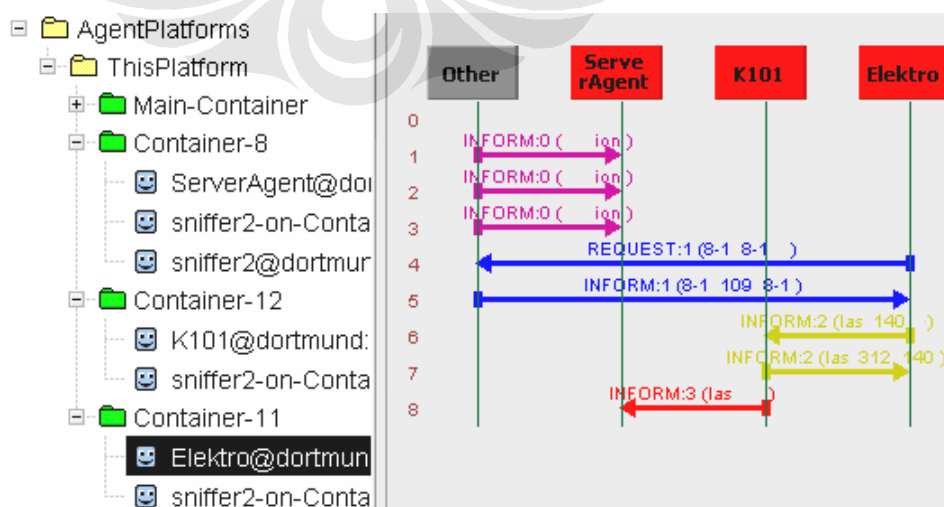 AgentPlatforms
ThisPlatform
Main-Container
Container-8
ServerAgent@dor
sniffer2-on-Conta
sniffer2@dortmur
Container-12
K101@dortmund:
sniffer2-on-Conta
Container-11
Elektro@dortmun
sniffer2-on-Conta
Other
Serve
rAgent
K101
Elektro
0
INFORM:0 ( ion )
1
INFORM:0 ( ion )
2
INFORM:0 ( ion )
3
REQUEST:1 (8-1 8-1 )
4
INFORM:1 (8-1 109 8-1 )
5
INFORM:2 (las 140 )
6
INFORM:2 (las 312 140 )
7
INFORM:3 (las )
8